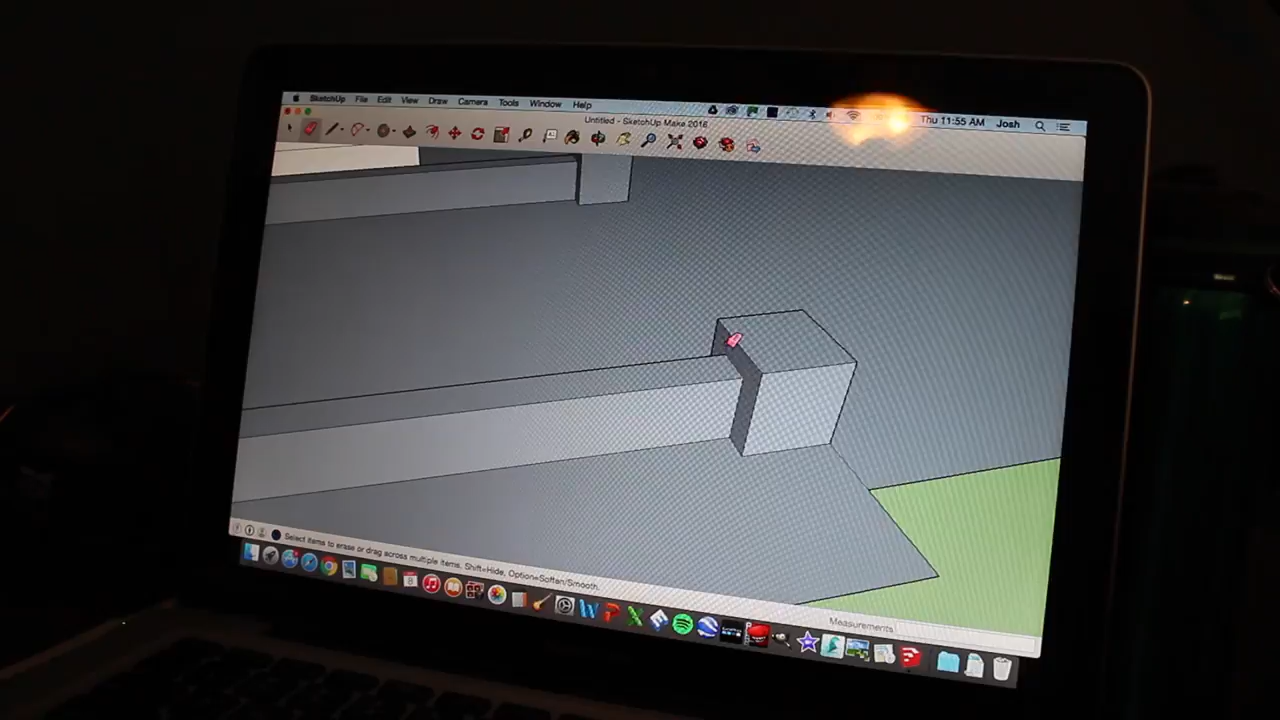 SketchUp File Edit View Draw Camera Tools Window Help Thu 11:55 AM Josh
Untitled - SketchUp Make 2016
Select items to erase or drag across multiple items. Shift=Hide, Option=Soften/Smooth.
Measurements